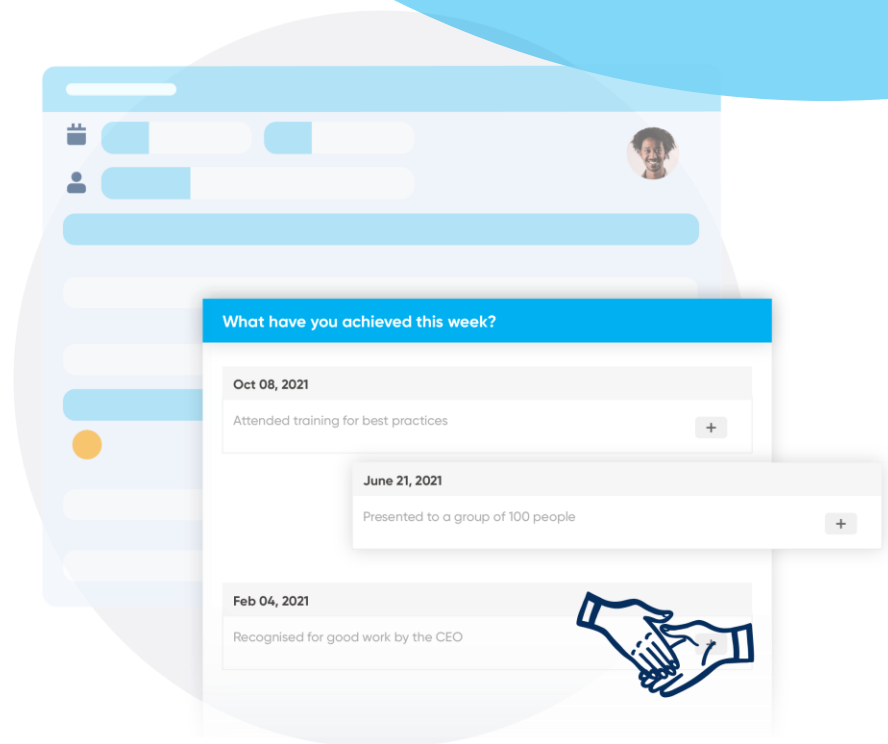 What have you achieved this week?
Oct 08, 2021
Attended training for best practices
+
June 21, 2021
Presented to a group of 100 people
+
Feb 04, 2021
Recognised for good work by the CEO
+